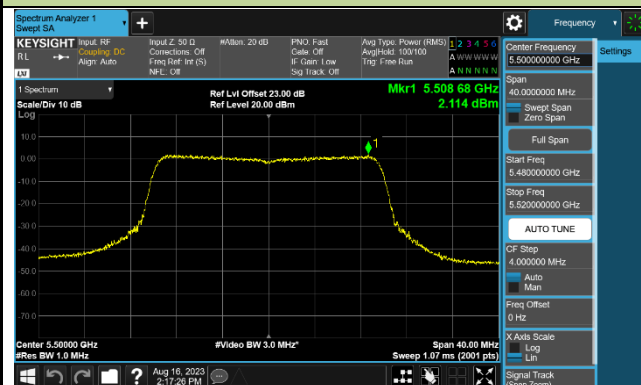 Spectrum Analyzer 1
Swept SA
+
Frequency
KEYSIGHT
RL
LXI
Input: RF
Coupling: DC
Align: Auto
Input Z: 50 Ω
Corrections: Off
Freq Ref: Int (S)
NFE: Off
#Atten: 20 dB
PNO: Fast
Gate: Off
IF Gain: Low
Sig Track: Off
Avg Type: Power (RMS)
Avg|Hold: 100/100
Trig: Free Run
1 2 3 4 5 6
A W W W W W
A N N N N N
1 Spectrum
Scale/Div 10 dB
Log
Ref Lvl Offset 23.00 dB
Ref Level 20.00 dBm
Mkr1 5.508 68 GHz
2.114 dBm
10.0
0.00
-10.0
-20.0
-30.0
-40.0
-50.0
-60.0
-70.0
1
Center 5.50000 GHz
#Res BW 1.0 MHz
#Video BW 3.0 MHz*
Span 40.00 MHz
Sweep 1.07 ms (2001 pts)
Aug 16, 2023
2:17:26 PM
?
Center Frequency
5.500000000 GHz
Span
40.0000000 MHz
Swept Span
Zero Span
Full Span
Start Freq
5.480000000 GHz
Stop Freq
5.520000000 GHz
AUTO TUNE
CF Step
4.000000 MHz
Auto
Man
Freq Offset
0 Hz
X Axis Scale
Log
Lin
Signal Track
(Span Zoom)
Settings